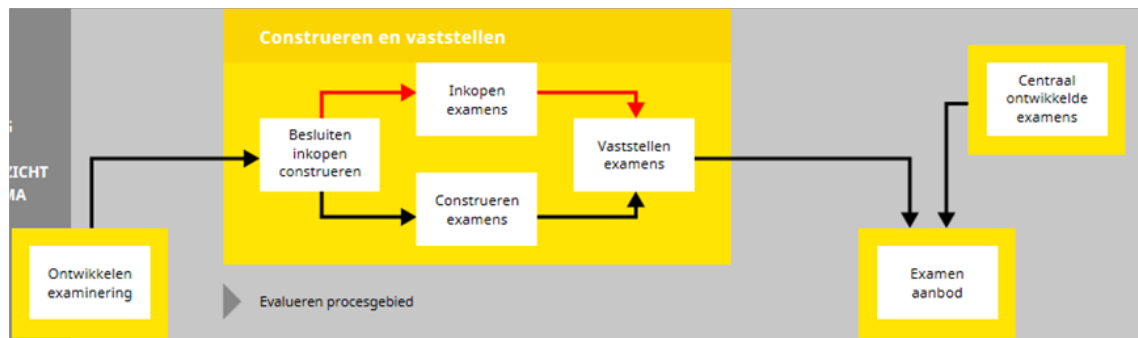 Construeren en vaststellen
Inkopen
examens
Centraal
ontwikkelde
examens
Besluiten
inkopen
construeren
Vaststellen
examens
ZICHT
MA
Construeren
examens
Ontwikkelen
examinering
Evalueren procesgebied
Examen
aanbod